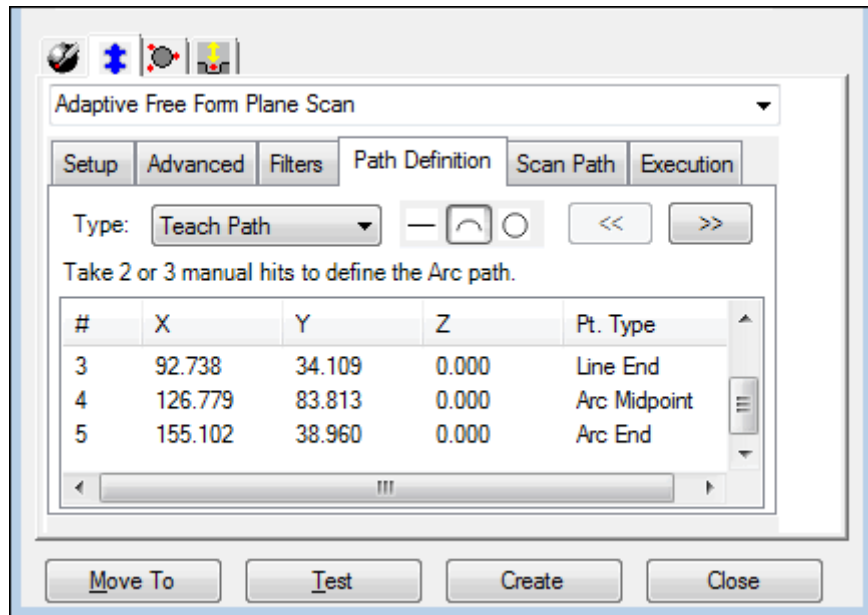 Adaptive Free Form Plane Scan
Setup Advanced Filters Path Definition Scan Path Execution
Type: Teach Path << >>
Take 2 or 3 manual hits to define the Arc path.
# X Y Z Pt. Type
3 92.738 34.109 0.000 Line End
4 126.779 83.813 0.000 Arc Midpoint
5 155.102 38.960 0.000 Arc End
Move To Test Create Close